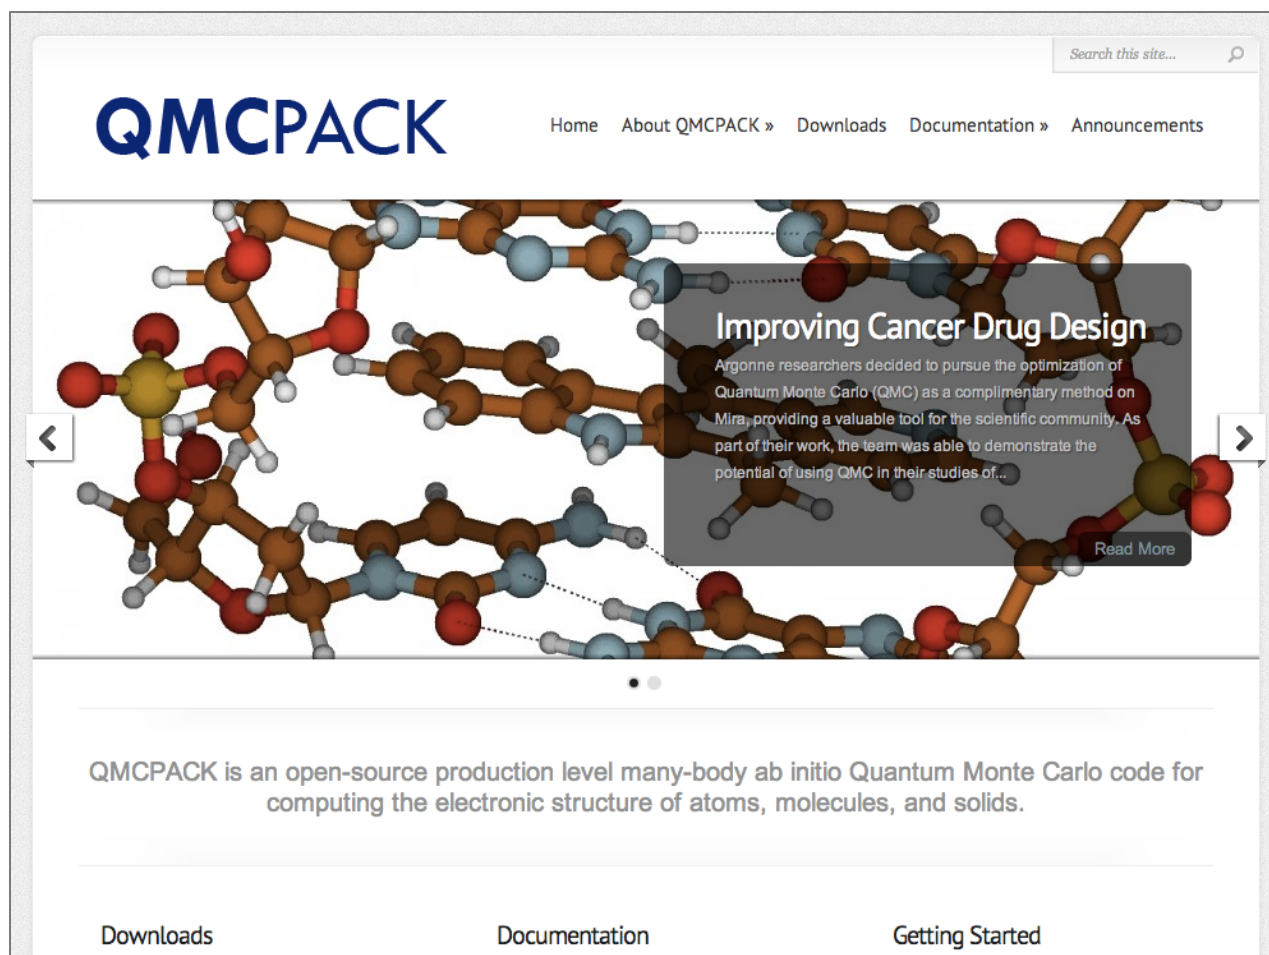 Search this site...
QMCPACK
Home About QMCPACK » Downloads Documentation » Announcements
Improving Cancer Drug Design
Argonne researchers decided to pursue the optimization of
Quantum Monte Carlo (QMC) as a complimentary method on
Mira, providing a valuable tool for the scientific community. As
part of their work, the team was able to demonstrate the
potential of using QMC in their studies of...
Read More
QMCPACK is an open-source production level many-body ab initio Quantum Monte Carlo code for
computing the electronic structure of atoms, molecules, and solids.
Downloads Documentation Getting Started